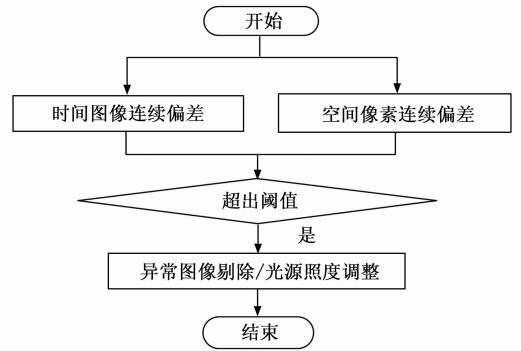 开始
时间图像连续偏差
空间像素连续偏差
超出阈值
是
异常图像剔除/光源照度调整
结束